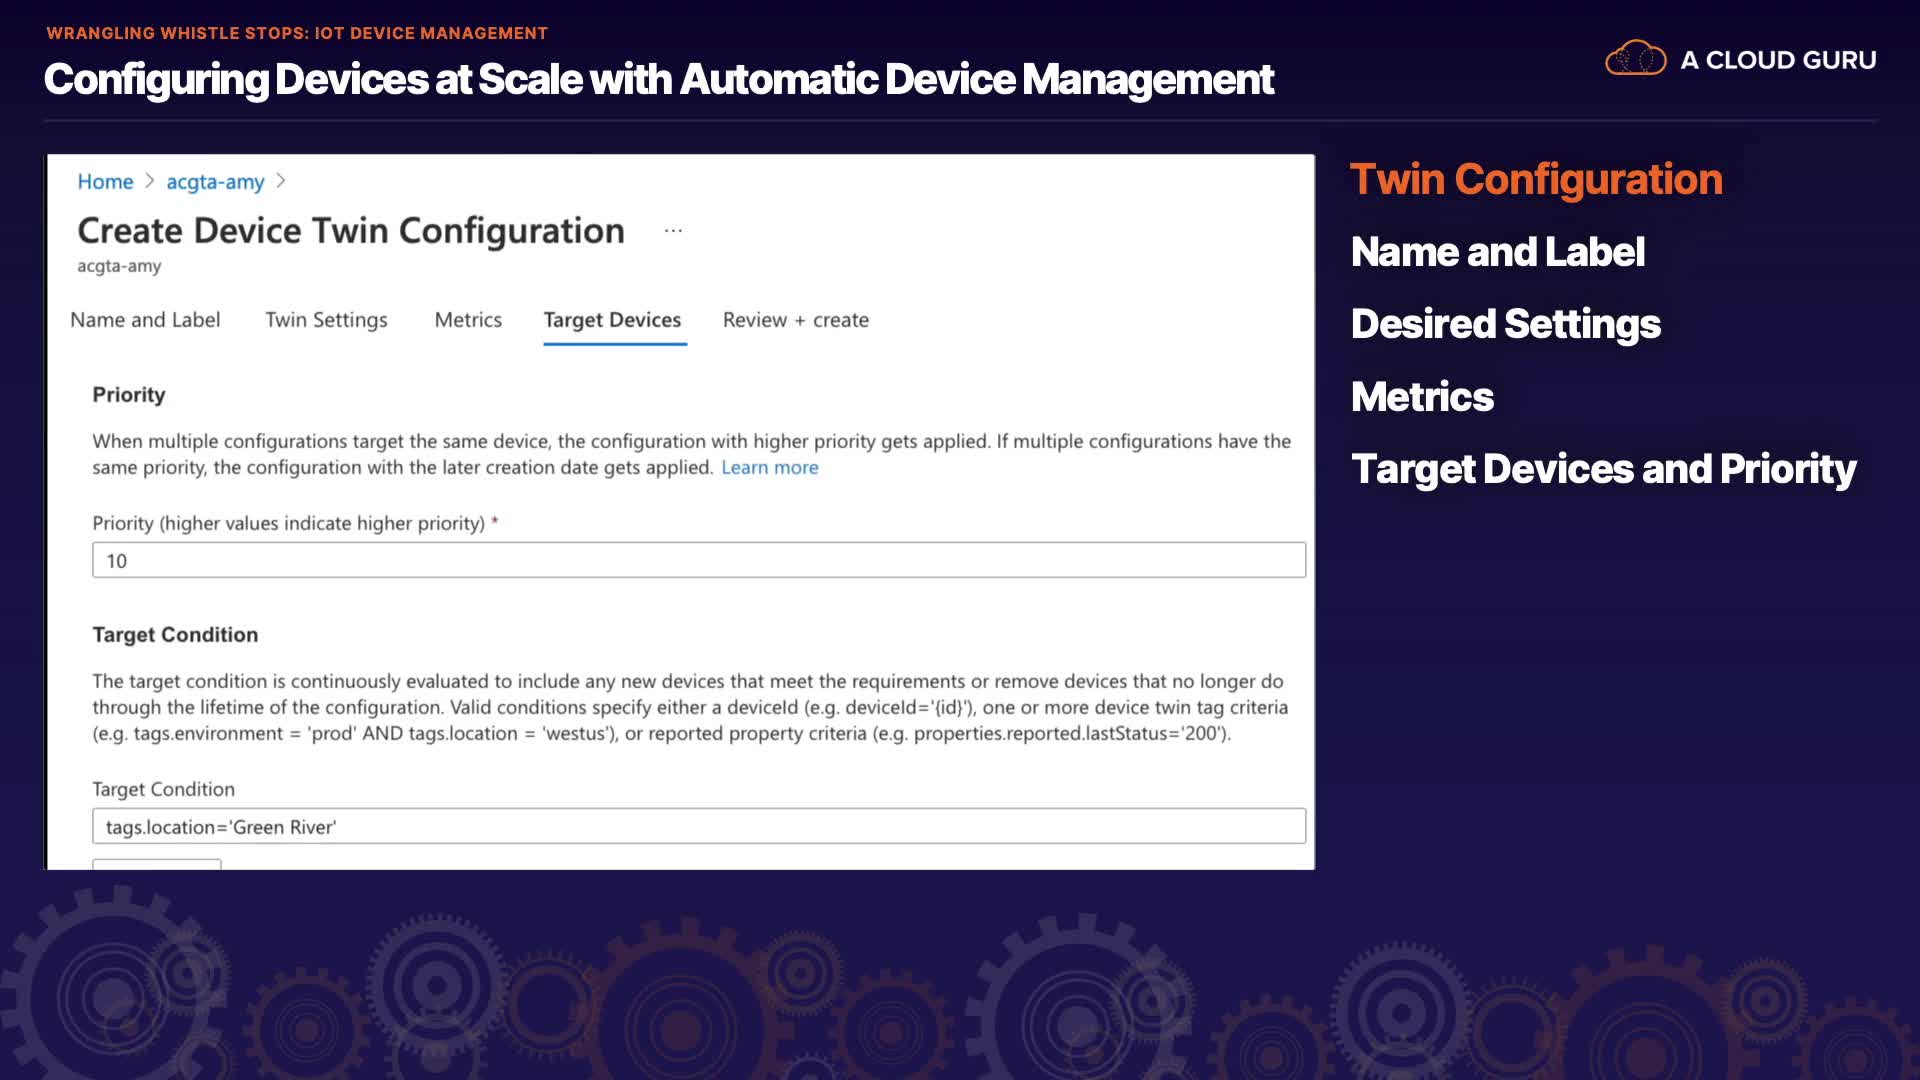 WRANGLING WHISTLE STOPS: IOT DEVICE MANAGEMENT
Configuring Devices at Scale with Automatic Device Management
A CLOUD GURU
Home > acgta-amy >
Create Device Twin Configuration ...
acgta-amy
Name and Label Twin Settings Metrics Target Devices Review + create
Priority
When multiple configurations target the same device, the configuration with higher priority gets applied. If multiple configurations have the
same priority, the configuration with the later creation date gets applied. Learn more
Priority (higher values indicate higher priority) *
10
Target Condition
The target condition is continuously evaluated to include any new devices that meet the requirements or remove devices that no longer do
through the lifetime of the configuration. Valid conditions specify either a deviceId (e.g. deviceId='{id}'), one or more device twin tag criteria
(e.g. tags.environment = 'prod' AND tags.location = 'westus'), or reported property criteria (e.g. properties.reported.lastStatus='200').
Target Condition
tags.location='Green River'
Twin Configuration
Name and Label
Desired Settings
Metrics
Target Devices and Priority